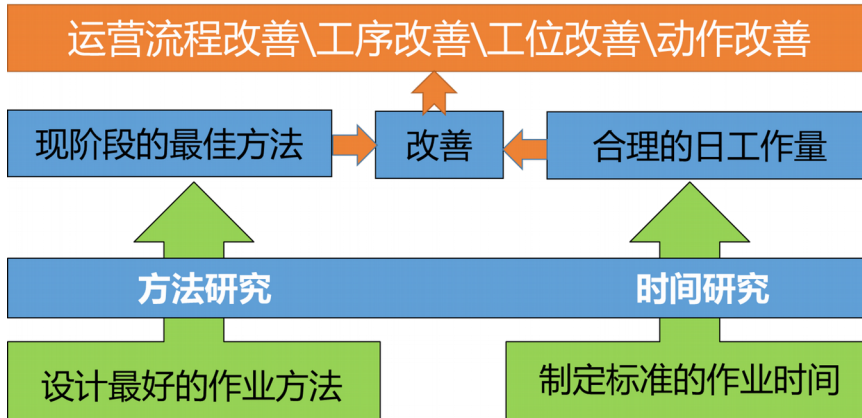 运营流程改善\工序改善\工位改善\动作改善
现阶段的最佳方法
改善
合理的日工作量
方法研究
时间研究
设计最好的作业方法
制定标准的作业时间